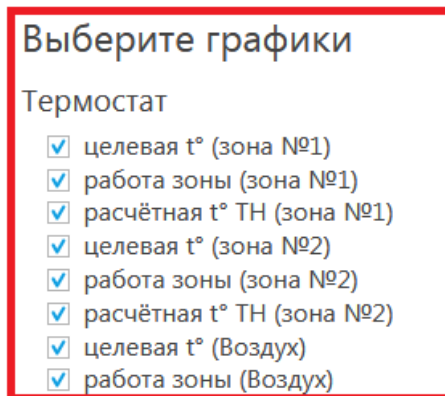 Выберите графики
Термостат
целевая t° (зона №1)
работа зоны (зона №1)
расчётная t° ТН (зона №1)
целевая t° (зона №2)
работа зоны (зона №2)
расчётная t° ТН (зона №2)
целевая t° (Воздух)
работа зоны (Воздух)